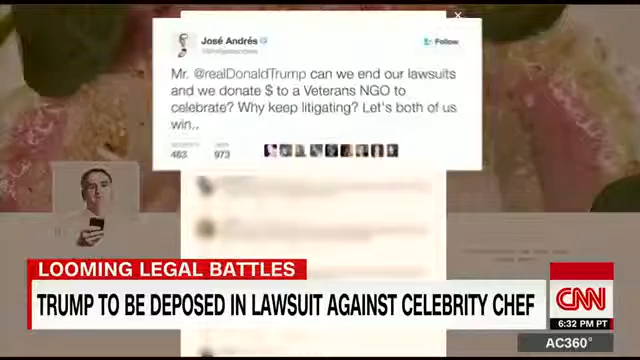 José Andrés
Follow
Mr. @realDonaldTrump can we end our lawsuits
and we donate $ to a Veterans NGO to
celebrate? Why keep litigating? Let's both of us
win..
463 973
LOOMING LEGAL BATTLES
TRUMP TO BE DEPOSED IN LAWSUIT AGAINST CELEBRITY CHEF
CNN
6:32 PM PT
AC360°